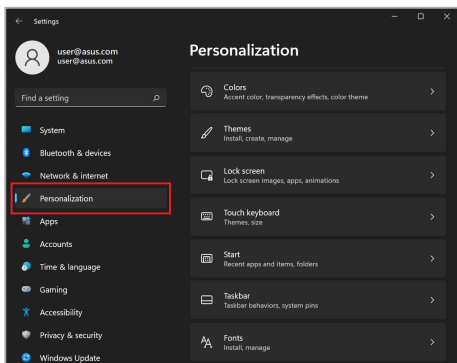 Settings
user@asus.com
user@asus.com
Find a setting
System
Bluetooth & devices
Network & internet
Personalization
Apps
Accounts
Time & language
Gaming
Accessibility
Privacy & security
Windows Update
Personalization
Colors
Accent color, transparency effects, color theme
Themes
Install, create, manage
Lock screen
Lock screen images, apps, animations
Touch keyboard
Themes, size
Start
Recent apps and items, folders
Taskbar
Taskbar behaviors, system pins
Fonts
Install, manage